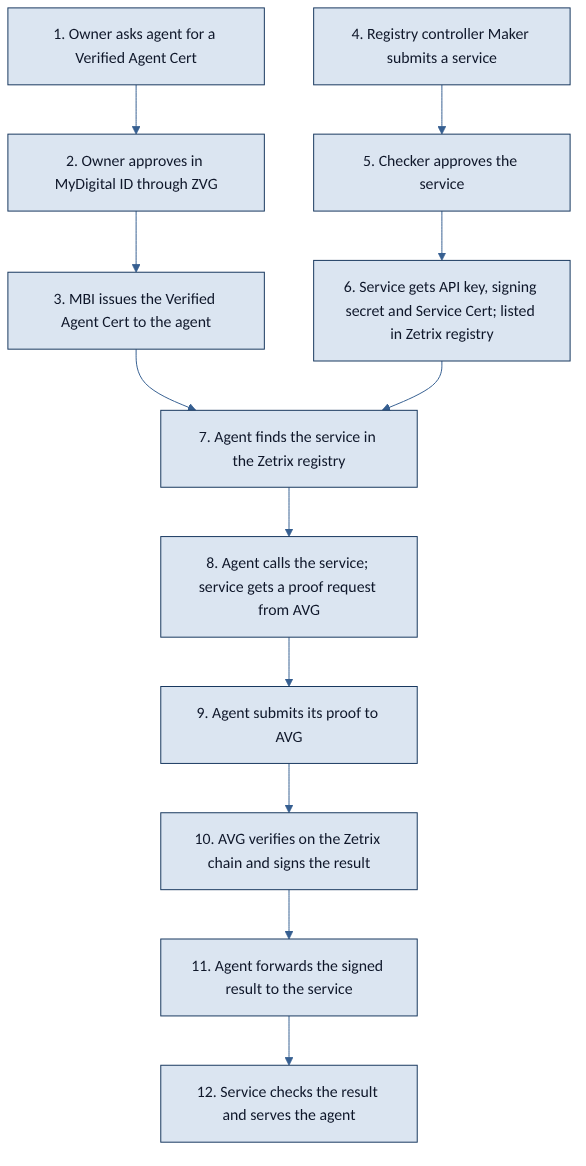 1. Owner asks agent for a
Verified Agent Cert
4. Registry controller Maker
submits a service
2. Owner approves in
MyDigital ID through ZVG
5. Checker approves the
service
3. MBI issues the Verified
Agent Cert to the agent
6. Service gets API key, signing
secret and Service Cert; listed
in Zetrix registry
7. Agent finds the service in
the Zetrix registry
8. Agent calls the service;
service gets a proof request
from AVG
9. Agent submits its proof to
AVG
10. AVG verifies on the Zetrix
chain and signs the result
11. Agent forwards the signed
result to the service
12. Service checks the result
and serves the agent